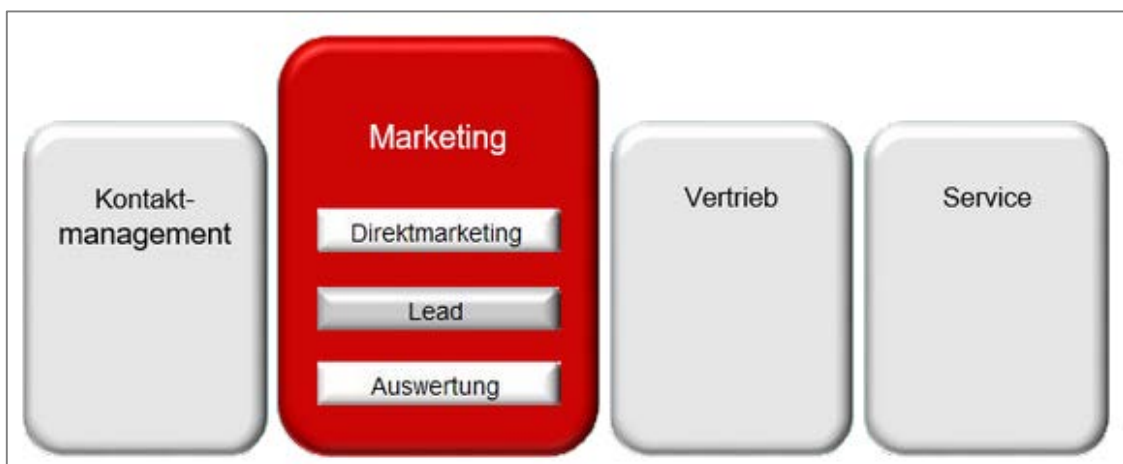 Kontakt-
management
Marketing
Direktmarketing
Lead
Auswertung
Vertrieb
Service